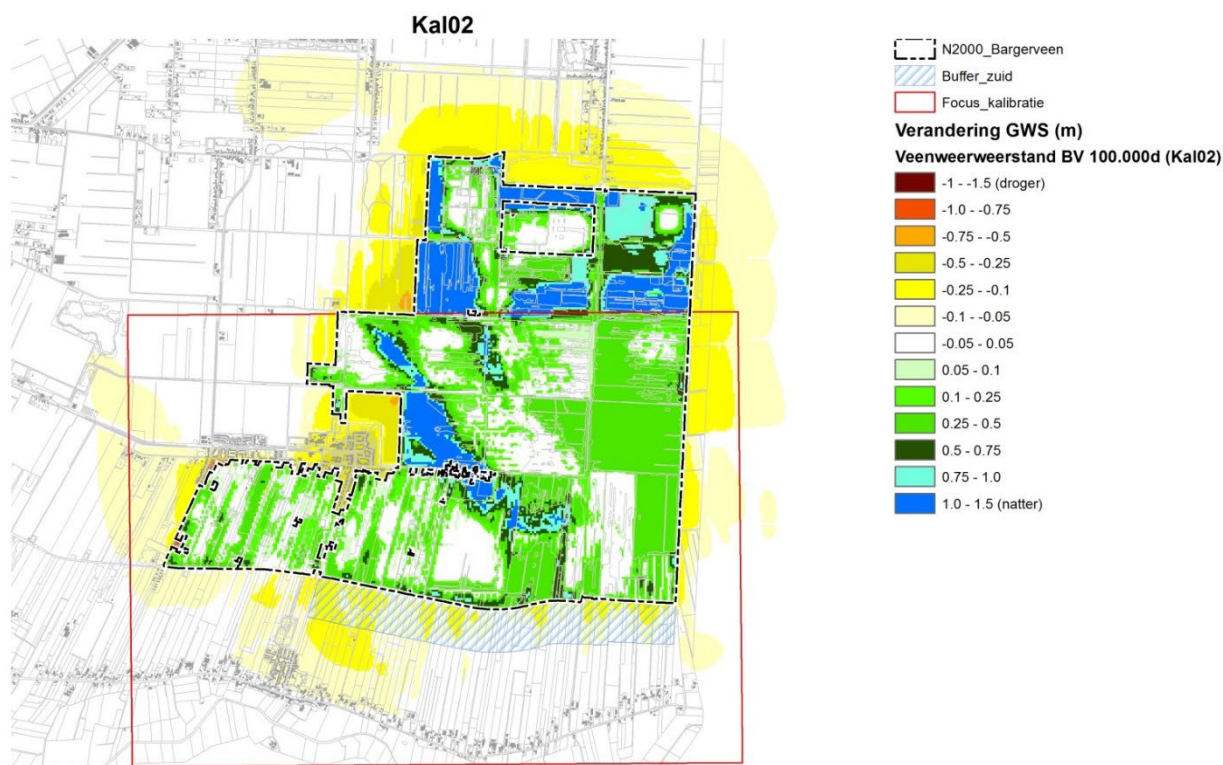 Kal02
N2000_Bargerveen
Buffer_zuid
Focus_kalibratie
Verandering GWS (m)
Veenweerweerstand BV 100.000d (Kal02)
-1 - -1.5 (droger)
-1.0 - -0.75
-0.75 - -0.5
-0.5 - -0.25
-0.25 - -0.1
-0.1 - -0.05
-0.05 - 0.05
0.05 - 0.1
0.1 - 0.25
0.25 - 0.5
0.5 - 0.75
0.75 - 1.0
1.0 - 1.5 (natter)